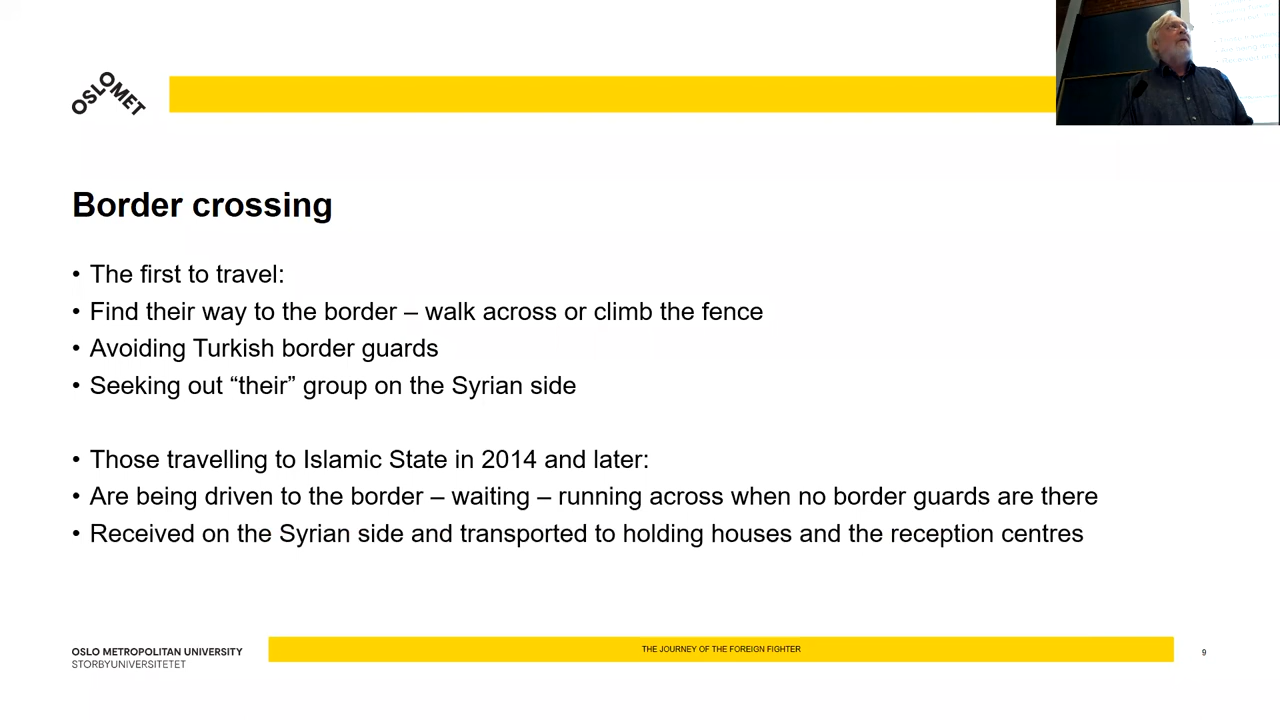 OSLOMET
Border crossing
• The first to travel:
• Find their way to the border – walk across or climb the fence
• Avoiding Turkish border guards
• Seeking out “their” group on the Syrian side
• Those travelling to Islamic State in 2014 and later:
• Are being driven to the border – waiting – running across when no border guards are there
• Received on the Syrian side and transported to holding houses and the reception centres
OSLO METROPOLITAN UNIVERSITY
STORBYUNIVERSITETET
THE JOURNEY OF THE FOREIGN FIGHTER
9